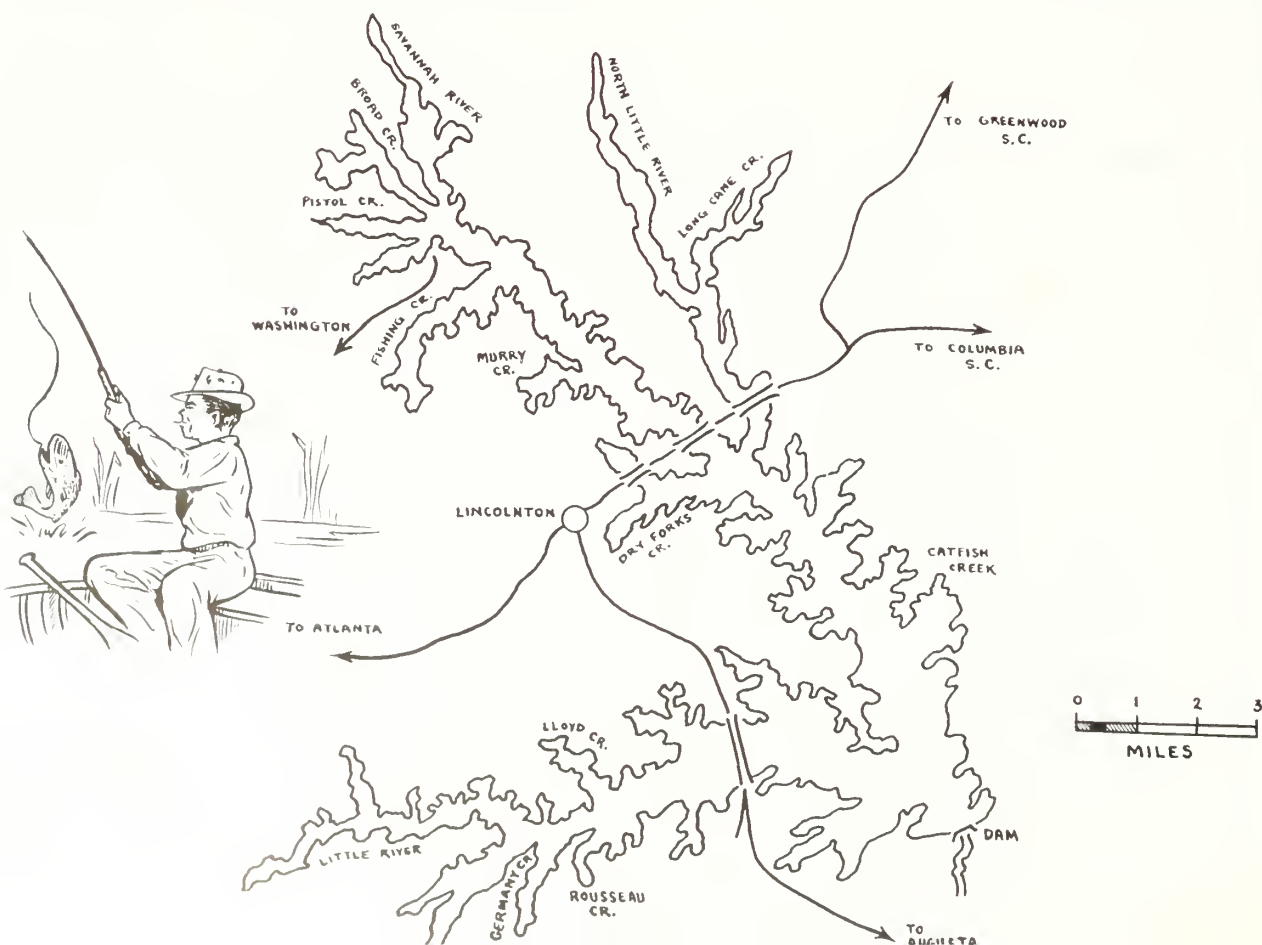 SAVANNAH RIVER
BROAD CR.
NORTH LITTLE RIVER
TO GREENWOOD
S.C.
LONG CANE CR.
PISTOL CR.
TO
WASHINGTON
FISHING CR.
MURRY
CR.
TO COLUMBIA
S.C.
LINCOLNTON
DRY FORKS
CR.
CATFISH
CREEK
TO ATLANTA
LLOYD CR.
0 1 2 3
MILES
LITTLE RIVER
DAM
GERMANY CR.
ROUSSEAU
CR.
TO
AUGUSTA